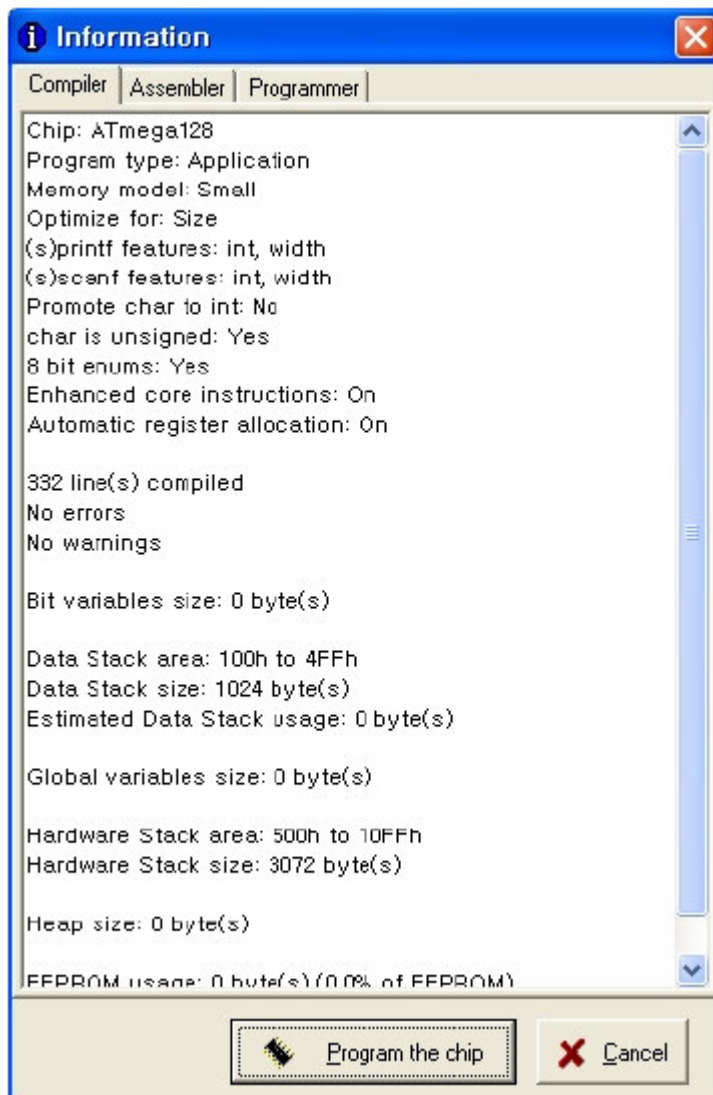 Information
Compiler Assembler Programmer
Chip: ATmega128
Program type: Application
Memory model: Small
Optimize for: Size
(s)printf features: int, width
(s)scanf features: int, width
Promote char to int: No
char is unsigned: Yes
8 bit enums: Yes
Enhanced core instructions: On
Automatic register allocation: On
332 line(s) compiled
No errors
No warnings
Bit variables size: 0 byte(s)
Data Stack area: 100h to 4FFh
Data Stack size: 1024 byte(s)
Estimated Data Stack usage: 0 byte(s)
Global variables size: 0 byte(s)
Hardware Stack area: 500h to 10FFh
Hardware Stack size: 3072 byte(s)
Heap size: 0 byte(s)
EEPROM usage: 0 byte(s) (0.0% of EEPROM)
Program the chip Cancel